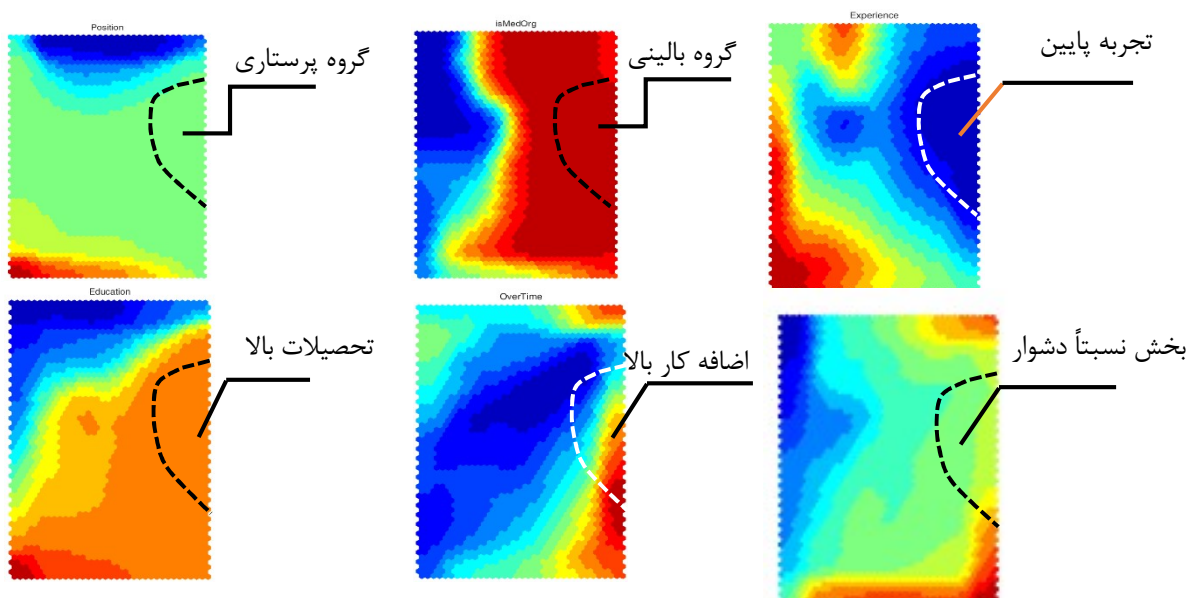 Position
گروه پرستاری
isMedOrg
گروه بالینی
Experience
تجربه پایین
Education
تحصیلات بالا
OverTime
اضافه کار بالا
بخش نسبتاً دشوار